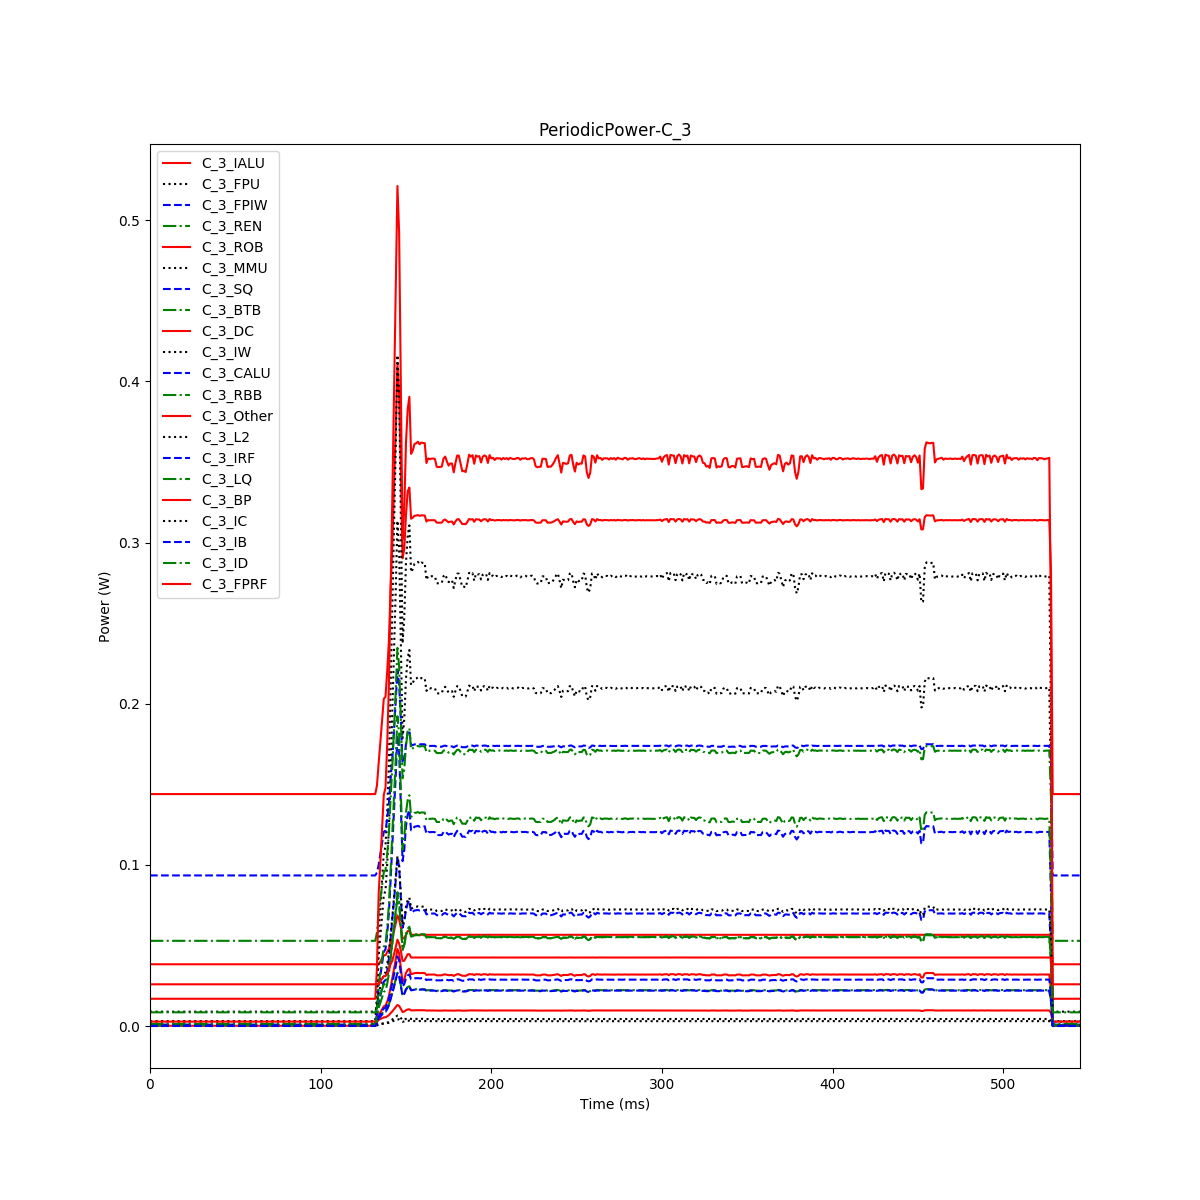 PeriodicPower-C_3
C_3_IALU
C_3_FPU
C_3_FPIW
C_3_REN
C_3_ROB
C_3_MMU
C_3_SQ
C_3_BTB
C_3_DC
C_3_IW
C_3_CALU
C_3_RBB
C_3_Other
C_3_L2
C_3_IRF
C_3_LQ
C_3_BP
C_3_IC
C_3_IB
C_3_ID
C_3_FPRF
Power (W)
0.5
0.4
0.3
0.2
0.1
0.0
0 100 200 300 400 500
Time (ms)